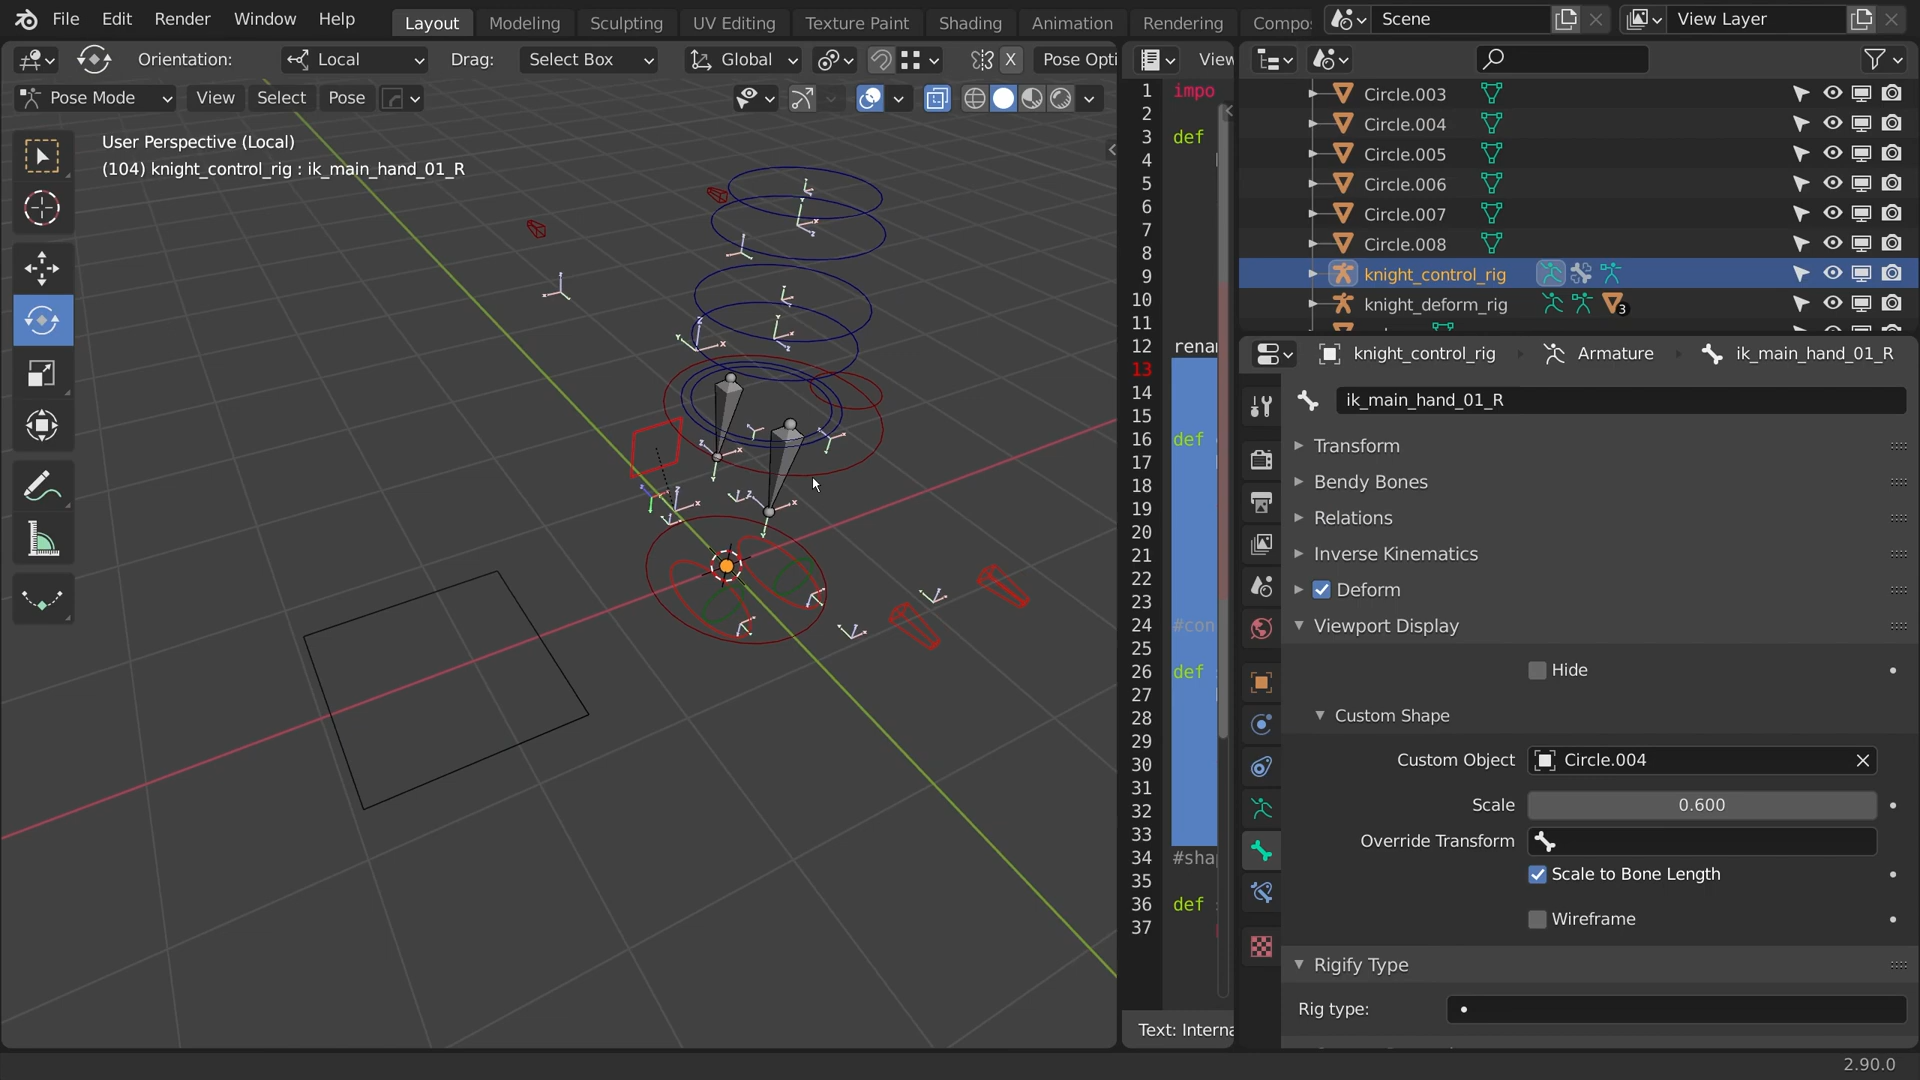 File Edit Render Window Help
Layout Modeling Sculpting UV Editing Texture Paint Shading Animation Rendering Compos
Scene
View Layer
Orientation: Local Drag: Select Box Global X Pose Opti
View
Pose Mode View Select Pose
User Perspective (Local)
(104) knight_control_rig : ik_main_hand_01_R
1 impo
2
3 def
4
5
6
7
8
9
10
11
12 renam
13
14
15
16 def
17
18
19
20
21
22
23
24 #con
25
26 def
27
28
29
30
31
32
33
34 #shap
35
36 def
37
Text: Interna
Circle.003
Circle.004
Circle.005
Circle.006
Circle.007
Circle.008
knight_control_rig
knight_deform_rig 3
knight_control_rig Armature ik_main_hand_01_R
ik_main_hand_01_R
Transform
Bendy Bones
Relations
Inverse Kinematics
Deform
Viewport Display
Hide
Custom Shape
Custom Object Circle.004
Scale 0.600
Override Transform
Scale to Bone Length
Wireframe
Rigify Type
Rig type:
2.90.0